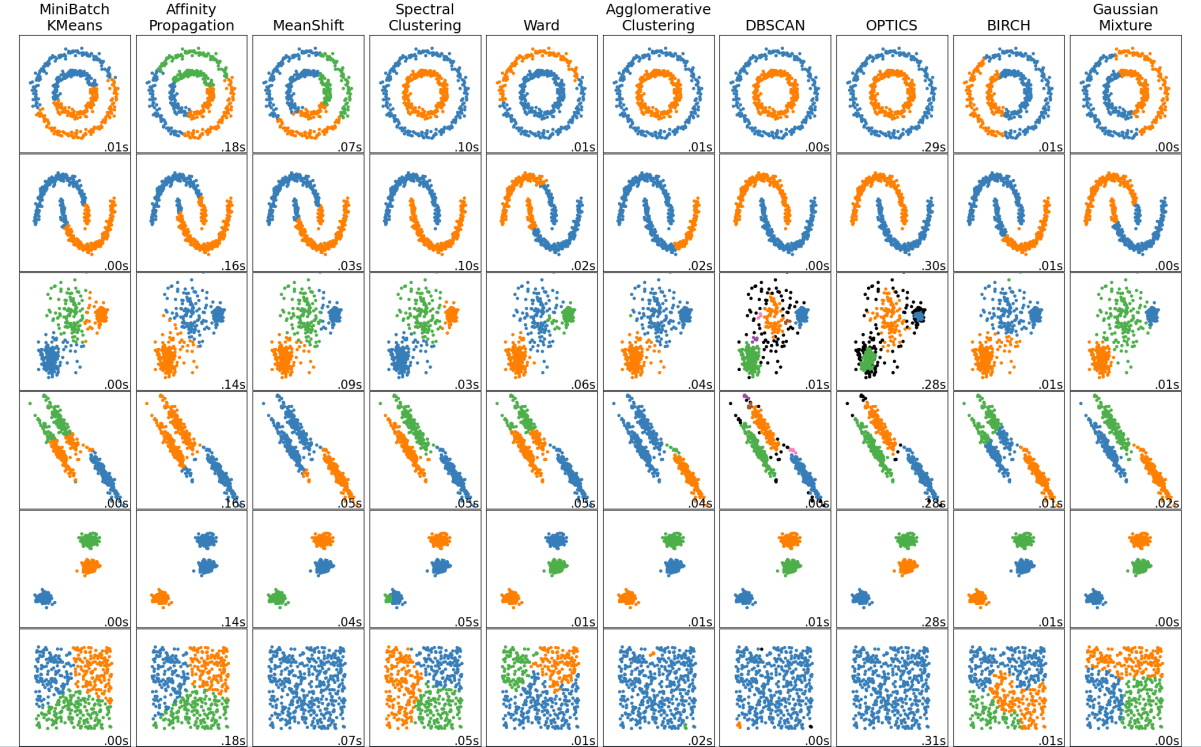 MiniBatch
KMeans
Affinity
Propagation
MeanShift
Spectral
Clustering
Ward
Agglomerative
Clustering
DBSCAN
OPTICS
BIRCH
Gaussian
Mixture
.01s .18s .07s .10s .01s .01s .00s .29s .01s .00s
.00s .16s .03s .10s .02s .02s .00s .30s .01s .00s
.00s .14s .09s .03s .06s .04s .01s .28s .01s .01s
.00s .16s .05s .05s .05s .04s .00s .28s .01s .02s
.00s .14s .04s .05s .01s .01s .01s .28s .01s .00s
.00s .18s .07s .05s .01s .02s .00s .31s .01s .00s